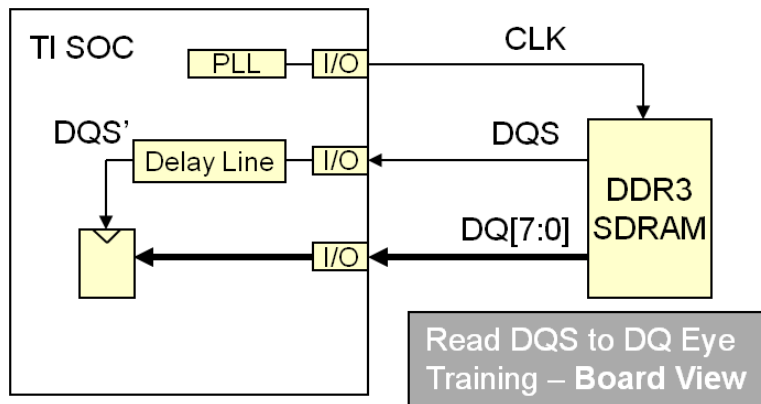 TI SOC
PLL
I/O
CLK
DQS’
Delay Line
I/O
DQS
DDR3
SDRAM
I/O
DQ[7:0]
Read DQS to DQ Eye
Training – Board View